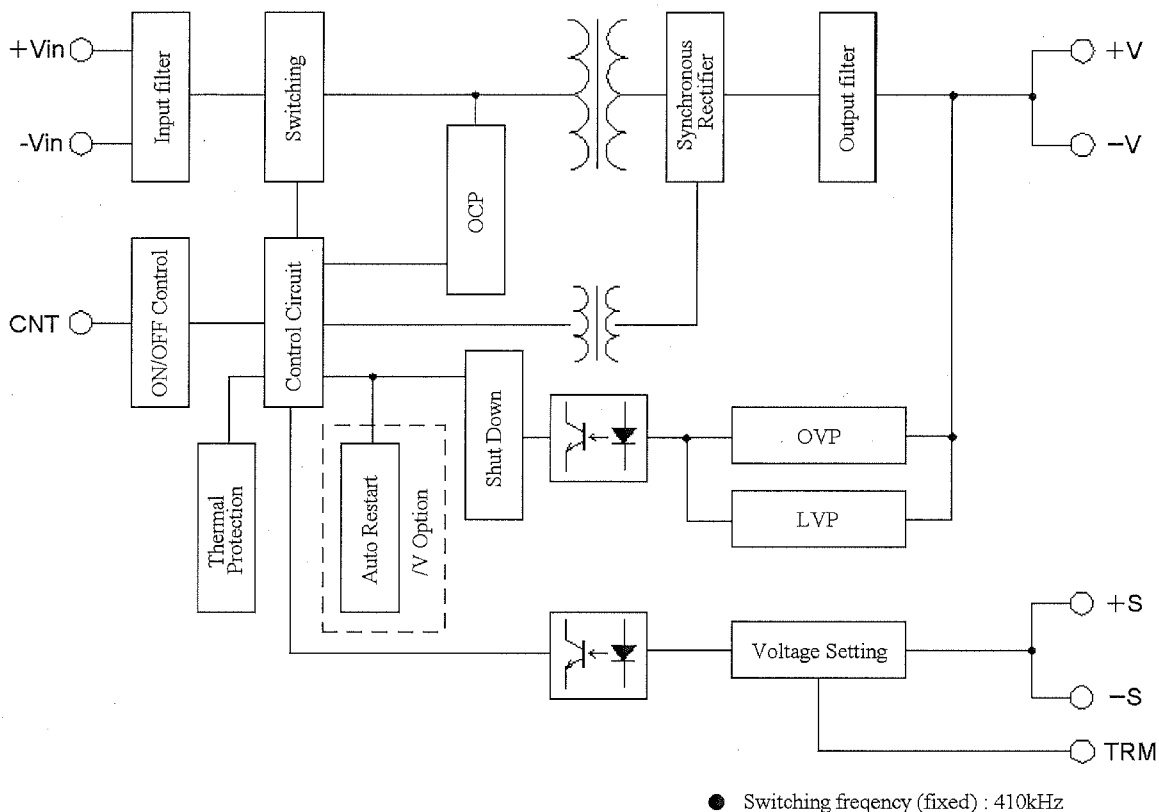 +Vin
-Vin
Input filter
Switching
Synchronous
Rectifier
Output filter
+V
-V
OCP
CNT
ON/OFF Control
Control Circuit
Thermal
Protection
Auto Restart
/V Option
Shut Down
OVP
LVP
Voltage Setting
+S
-S
TRM
● Switching freqency (fixed) : 410kHz